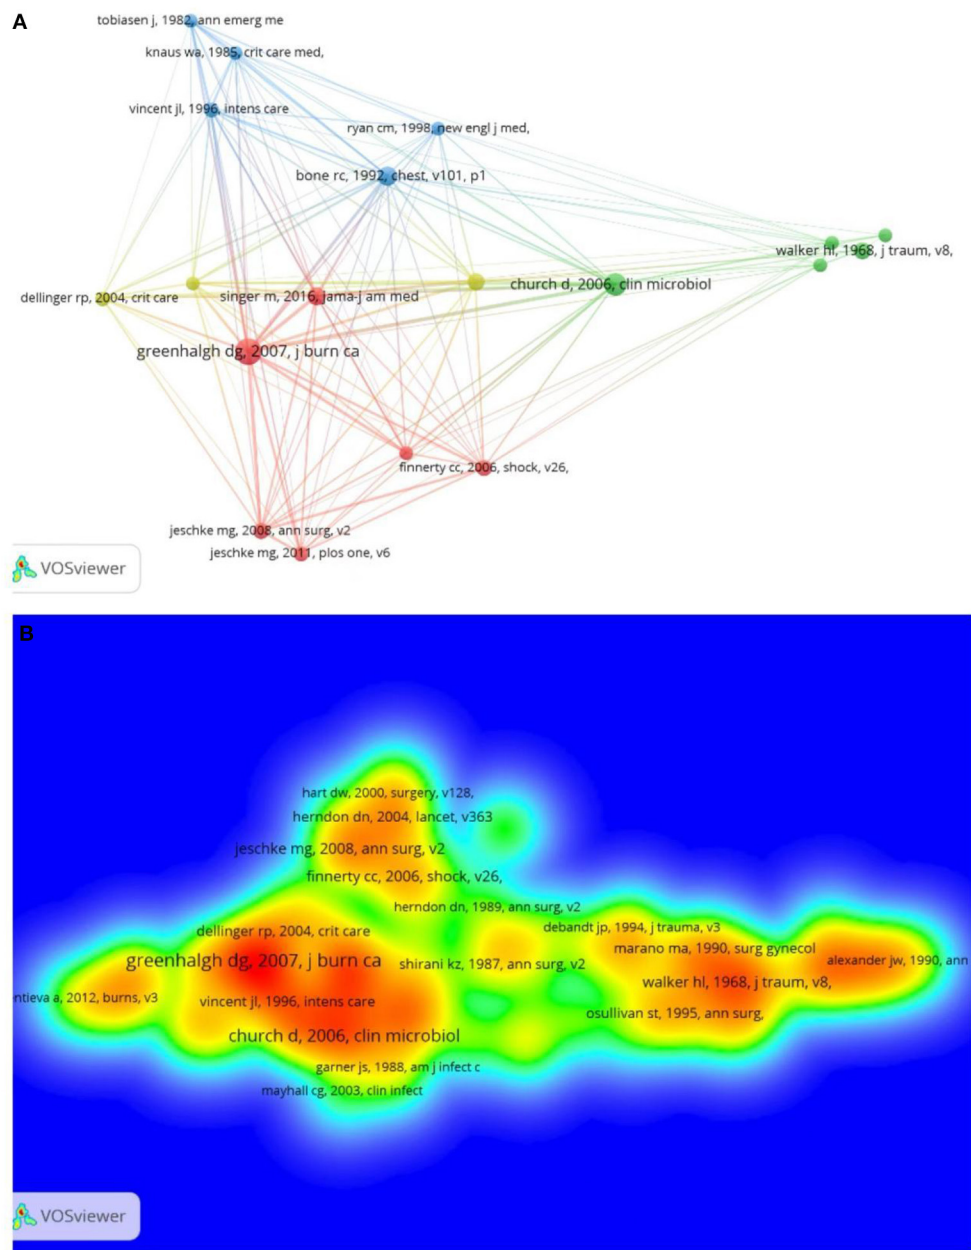 A
tobiasen j, 1982, ann emerg me
knaus wa, 1985, crit care med,
vincent jl, 1996, intens care
ryan cm, 1998, new engl j med,
bone rc, 1992, chest, v101, p1
walker hl, 1968, j traum, v8,
church d, 2006, clin microbiol
dellinger rp, 2004, crit care
singer m, 2016, jama-j am med
greenhalgh dg, 2007, j burn ca
finnerty cc, 2006, shock, v26,
jeschke mg, 2008, ann surg, v2
jeschke mg, 2011, plos one, v6
VOSviewer
B
hart dw, 2000, surgery, v128,
herndon dn, 2004, lancet, v363
jeschke mg, 2008, ann surg, v2
finnerty cc, 2006, shock, v26,
herndon dn, 1989, ann surg, v2
debandt jp, 1994, j trauma, v3
dellinger rp, 2004, crit care
marano ma, 1990, surg gynecol
greenhalgh dg, 2007, j burn ca
shirani kz, 1987, ann surg, v2
alexander jw, 1990, ann
walker hl, 1968, j traum, v8,
ntieva a, 2012, burns, v3
vincent jl, 1996, intens care
osullivan st, 1995, ann surg,
church d, 2006, clin microbiol
garner js, 1988, am j infect c
mayhall cg, 2003, clin infect
VOSviewer